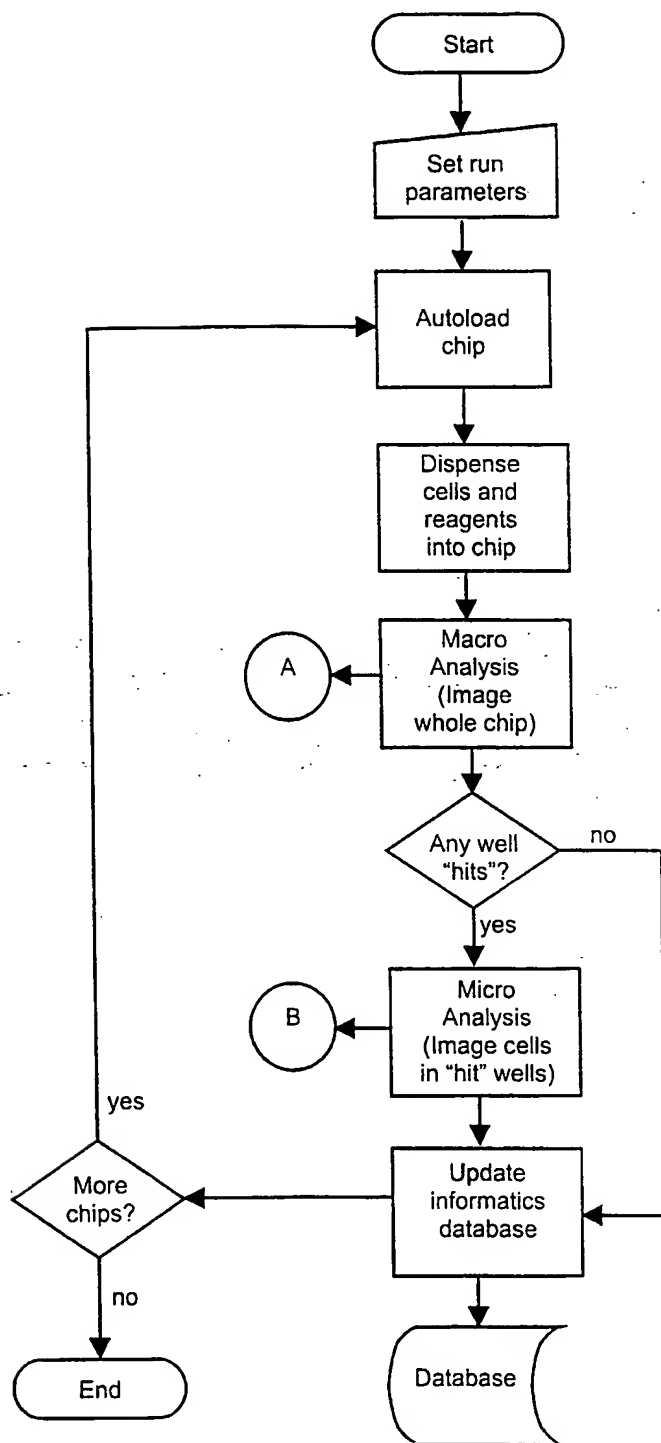 Start
Set run
parameters
Autoload
chip
Dispense
cells and
reagents
into chip
Macro
Analysis
(Image
whole chip)
A
Any well
"hits"?
no
yes
Micro
Analysis
(Image cells
in "hit" wells)
B
yes
Update
informatics
database
More
chips?
no
End
Database